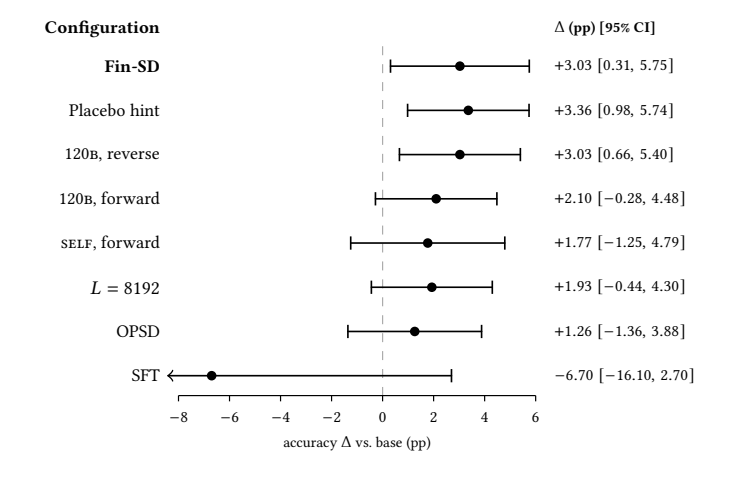 Configuration Δ (pp) [95% CI]
Fin-SD +3.03 [0.31, 5.75]
Placebo hint +3.36 [0.98, 5.74]
120B, reverse +3.03 [0.66, 5.40]
120B, forward +2.10 [−0.28, 4.48]
SELF, forward +1.77 [−1.25, 4.79]
L = 8192 +1.93 [−0.44, 4.30]
OPSD +1.26 [−1.36, 3.88]
SFT −6.70 [−16.10, 2.70]
−8 −6 −4 −2 0 2 4 6
accuracy Δ vs. base (pp)